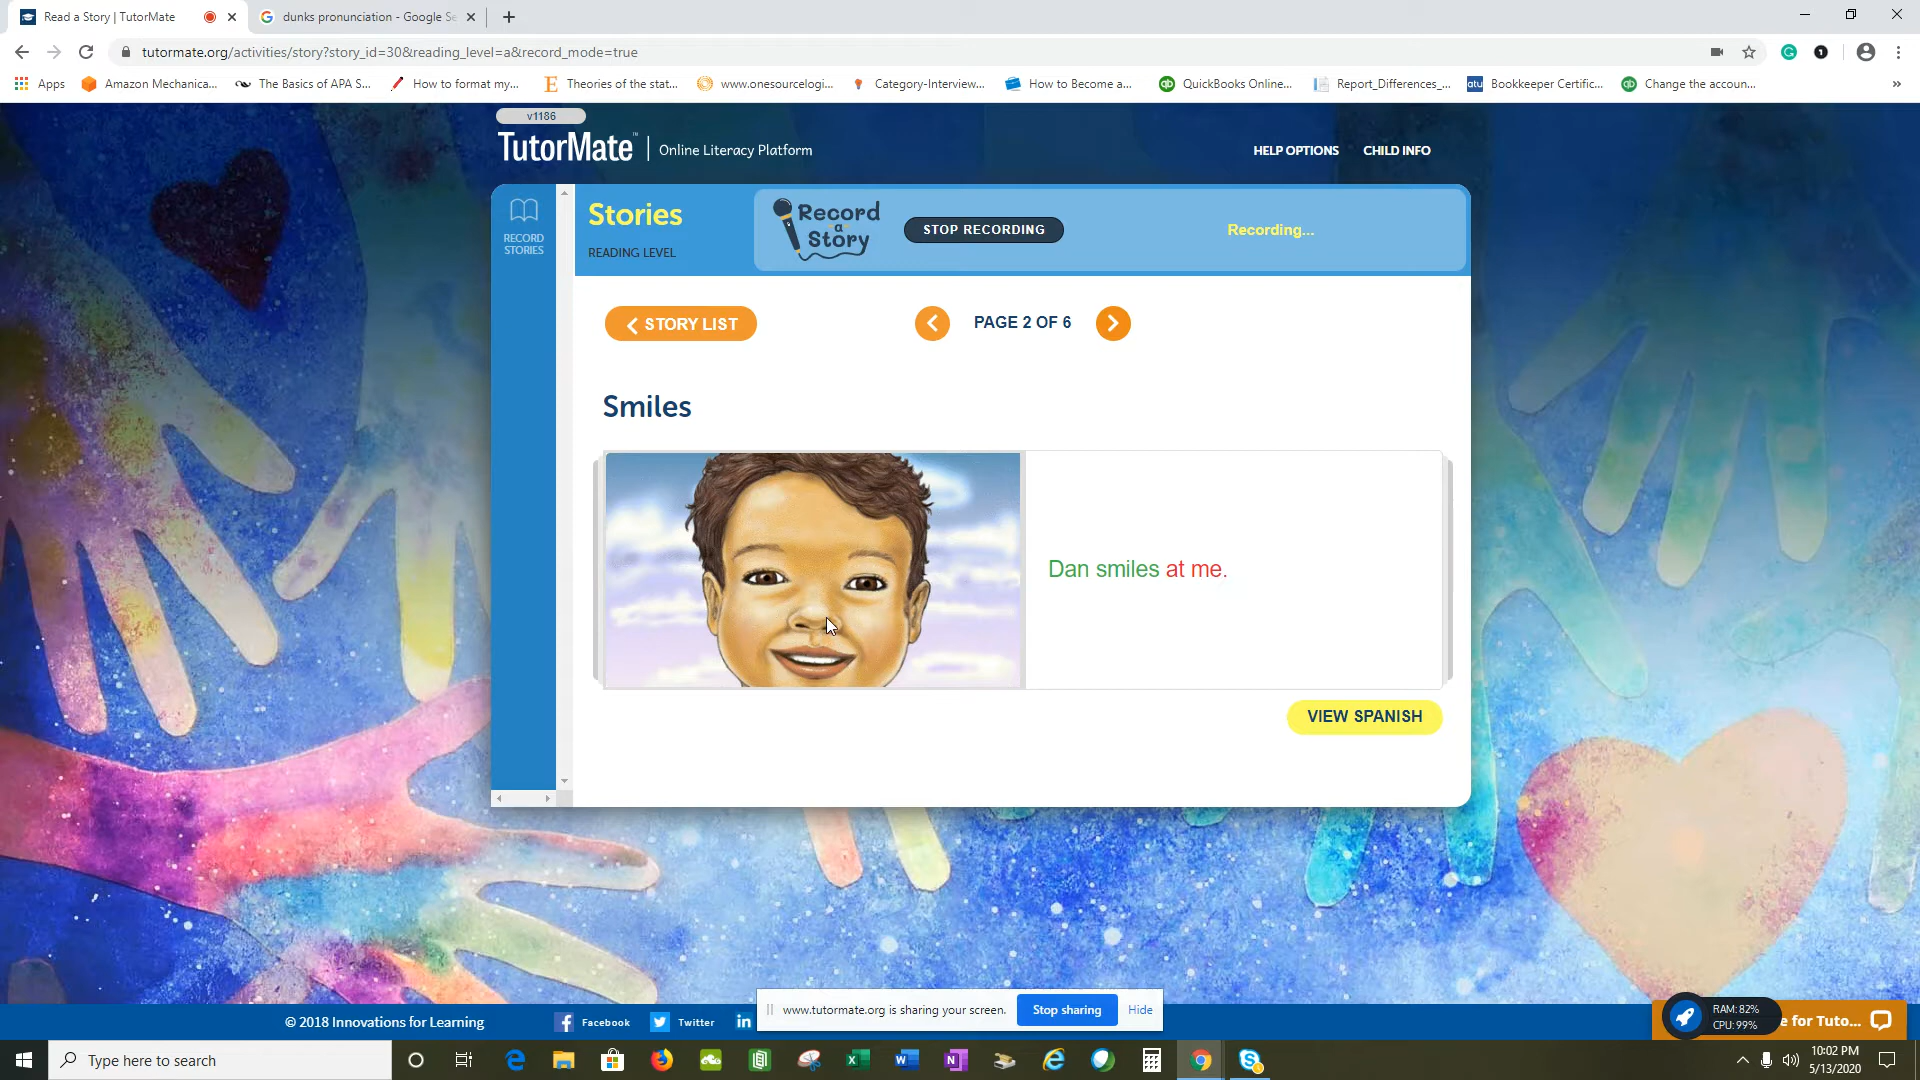 Read a Story | TutorMate
dunks pronunciation - Google Se
tutormate.org/activities/story?story_id=30&reading_level=a&record_mode=true
Apps
Amazon Mechanica...
The Basics of APA S...
How to format my...
Theories of the stat...
www.onesourcelogi...
Category-Interview...
How to Become a...
QuickBooks Online...
Report_Differences_...
Bookkeeper Certific...
Change the accoun...
v1186
TutorMate™ | Online Literacy Platform
HELP OPTIONS
CHILD INFO
RECORD
STORIES
Stories
READING LEVEL
Record
a
Story
STOP RECORDING
Recording...
STORY LIST
PAGE 2 OF 6
Smiles
Dan smiles at me.
VIEW SPANISH
© 2018 Innovations for Learning
Facebook
Twitter
in
www.tutormate.org is sharing your screen.
Stop sharing
Hide
RAM: 82%
CPU: 99%
e for Tuto...
Type here to search
10:02 PM
5/13/2020